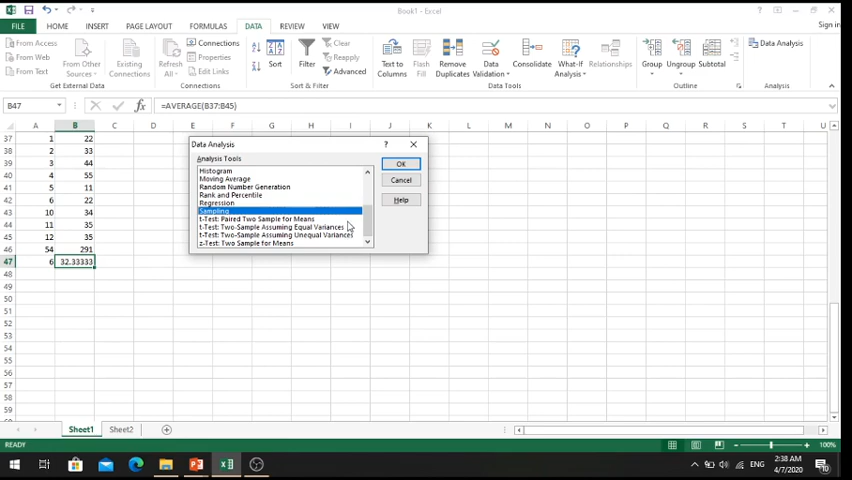 Book1 - Excel
FILE HOME INSERT PAGE LAYOUT FORMULAS DATA REVIEW VIEW Sign in
From Access
From Web
From Text
From Other Sources
Existing Connections
Get External Data
Refresh All
Connections
Properties
Edit Links
Connections
Sort
Filter
Clear
Reapply
Advanced
Sort & Filter
Text to Columns
Flash Fill
Remove Duplicates
Data Validation
Consolidate
What-If Analysis
Relationships
Data Tools
Group
Ungroup
Subtotal
Outline
Data Analysis
Analysis
B47 fx =AVERAGE(B37:B45)
A B C D E F G H I J K L M N O P Q R S T U
37 1 22
38 2 33
39 3 44
40 4 55
41 5 11
42 6 22
43 10 34
44 11 35
45 12 35
46 54 291
47 6 32.33333
48
49
50
51
52
53
54
55
56
57
58
59
Data Analysis ?
Analysis Tools
Histogram
Moving Average
Random Number Generation
Rank and Percentile
Regression
Sampling
t-Test: Paired Two Sample for Means
t-Test: Two-Sample Assuming Equal Variances
t-Test: Two-Sample Assuming Unequal Variances
z-Test: Two Sample for Means
OK
Cancel
Help
Sheet1 Sheet2
READY 100%
ENG 2:38 AM
4/7/2020